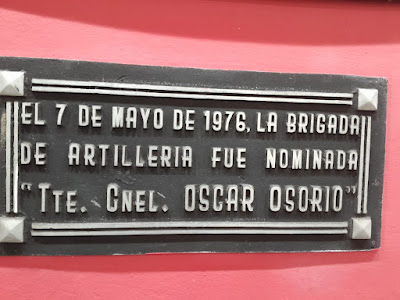 EL 7 DE MAYO DE 1976, LA BRIGADA
DE ARTILLERIA FUE NOMINADA
"TTE. CNEL. OSCAR OSORIO"